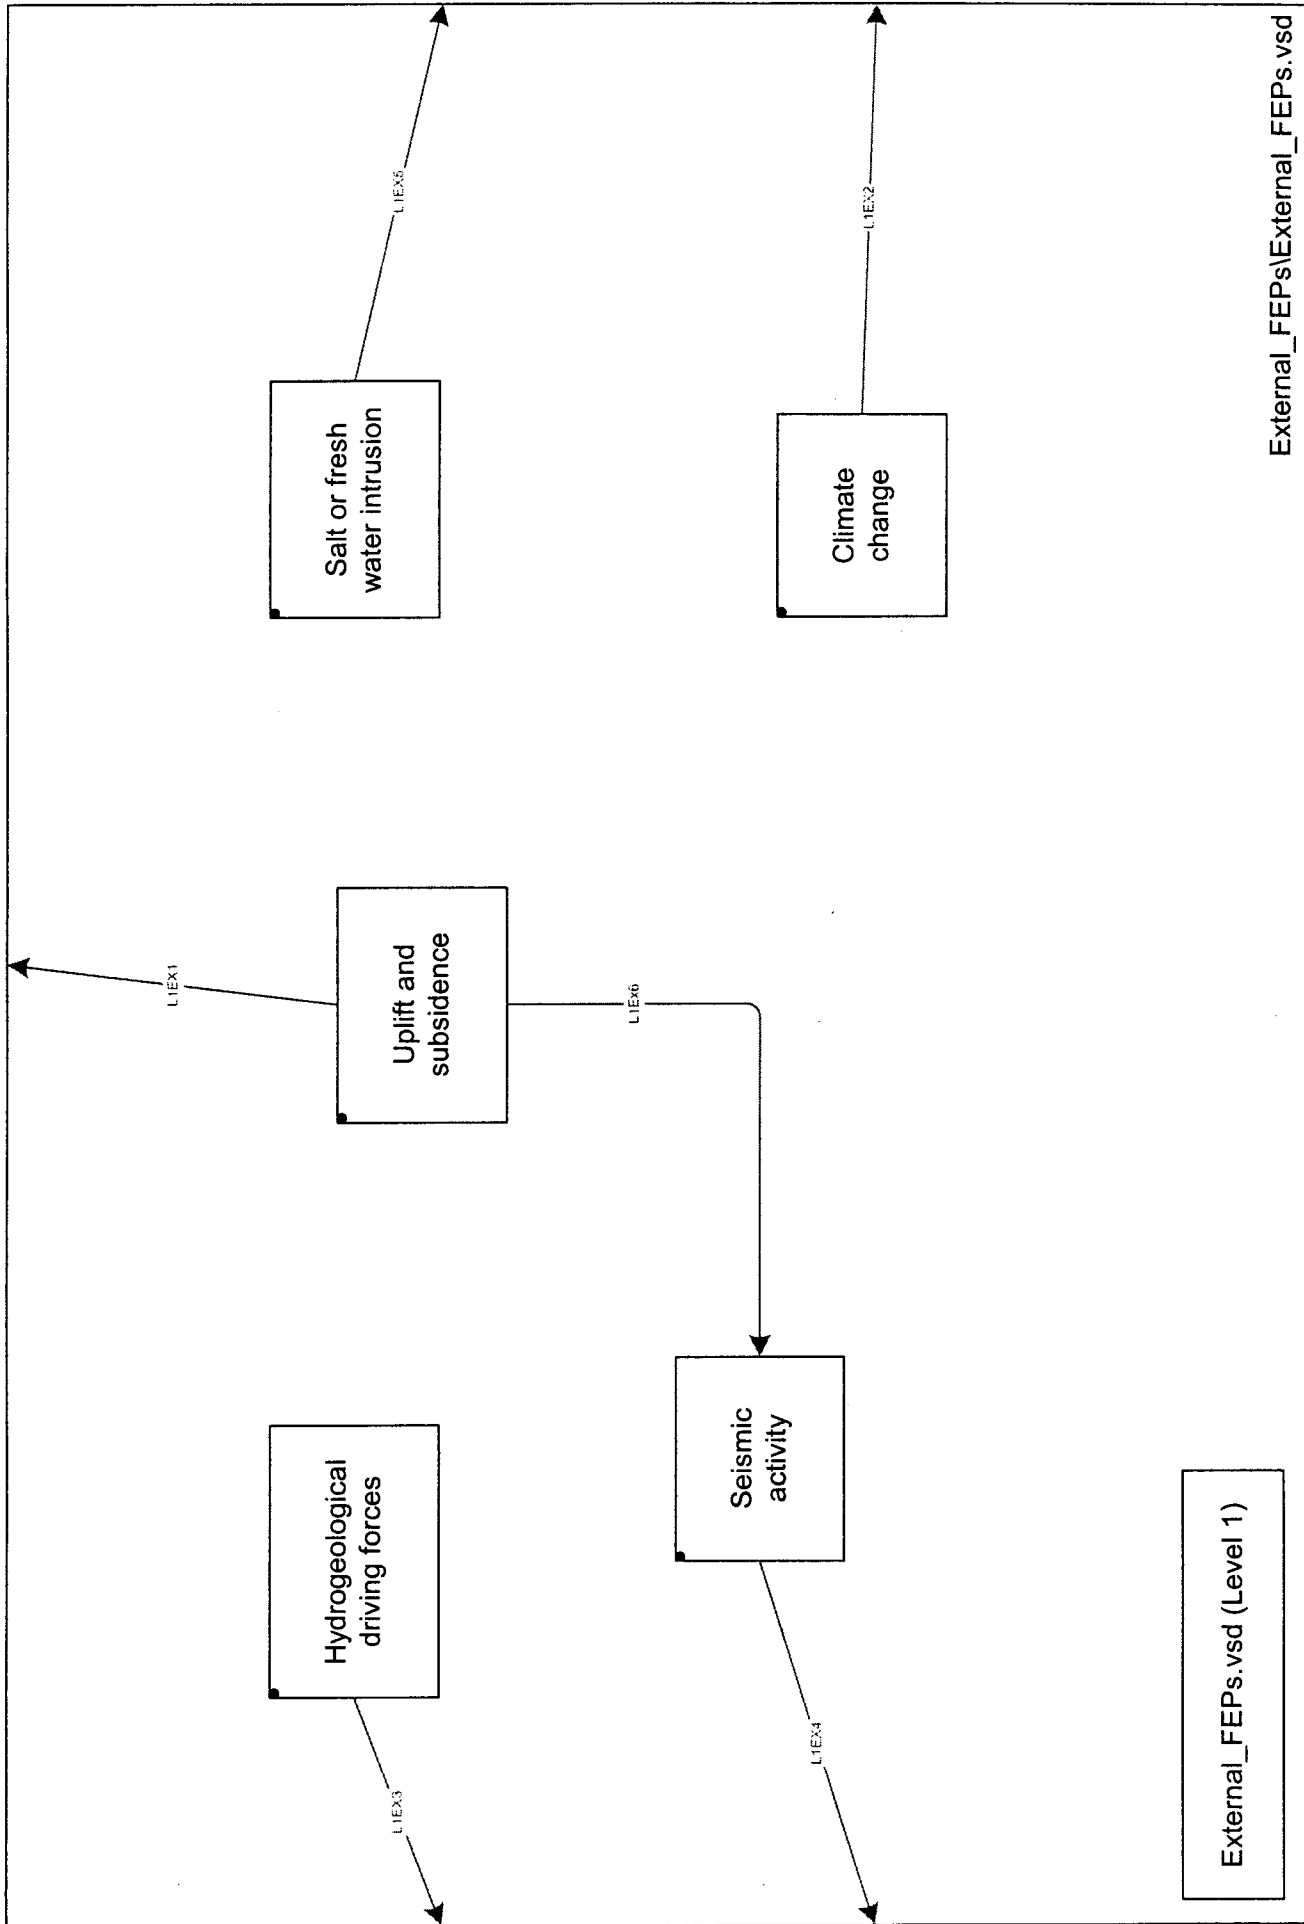 L1EX1
Hydrogeological
driving forces
Uplift and
subsidence
Salt or fresh
water intrusion
L1EX3
L1EX5
L1Ex6
Seismic
activity
Climate
change
L1EX4
L1EX2
External_FEPs.vsd (Level 1)
External_FEPs\External_FEPs.vsd